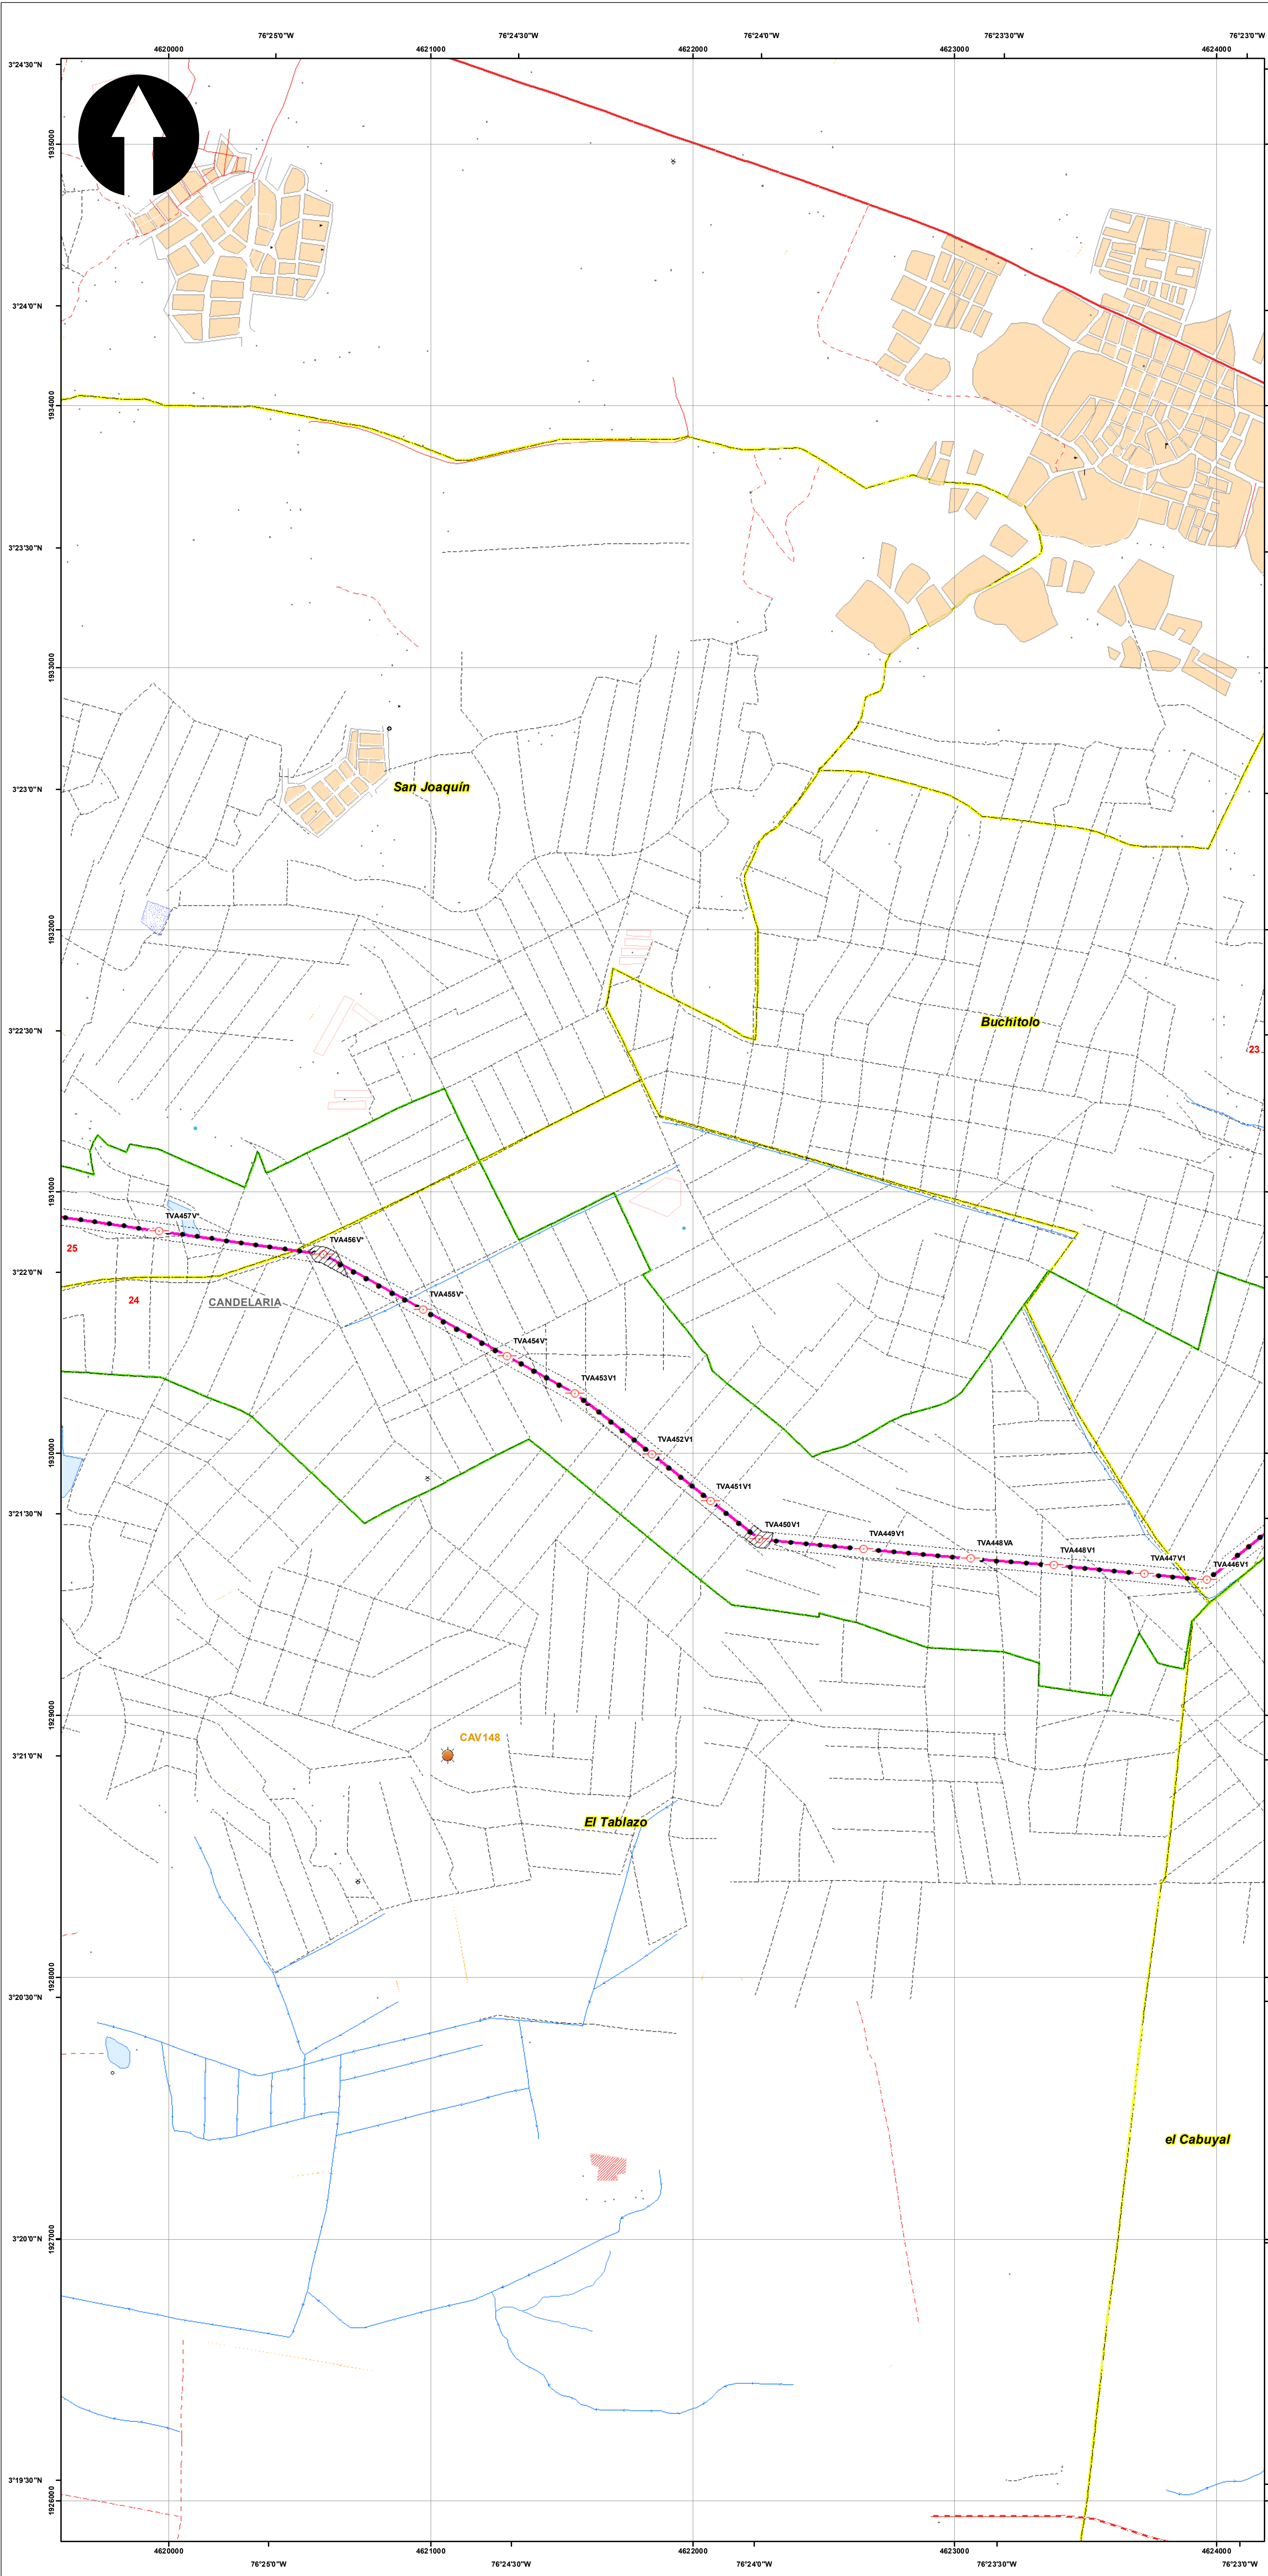 76°25'0"W 76°24'30"W 76°24'0"W 76°23'30"W 76°23'0"W
4620000 4621000 4622000 4623000 4624000
3°24'30"N
1935000
3°24'0"N
1934000
3°23'30"N
1933000
3°23'0"N
San Joaquín
1932000
3°22'30"N
Buchitolo
23
1931000
TVA457V*
TVA456V*
25
3°22'0"N
24
CANDELARIA
TVA455V*
TVA454V*
TVA453V1
TVA452V1
1930000
TVA451V1
3°21'30"N
TVA450V1
TVA449V1
TVA448VA
TVA448V1
TVA447V1
TVA446V1
1929000
CAV148
3°21'0"N
El Tablazo
1928000
3°20'30"N
el Cabuyal
3°20'0"N
1927000
3°19'30"N
1926000
4620000 4621000 4622000 4623000 4624000
76°25'0"W 76°24'30"W 76°24'0"W 76°23'30"W 76°23'0"W